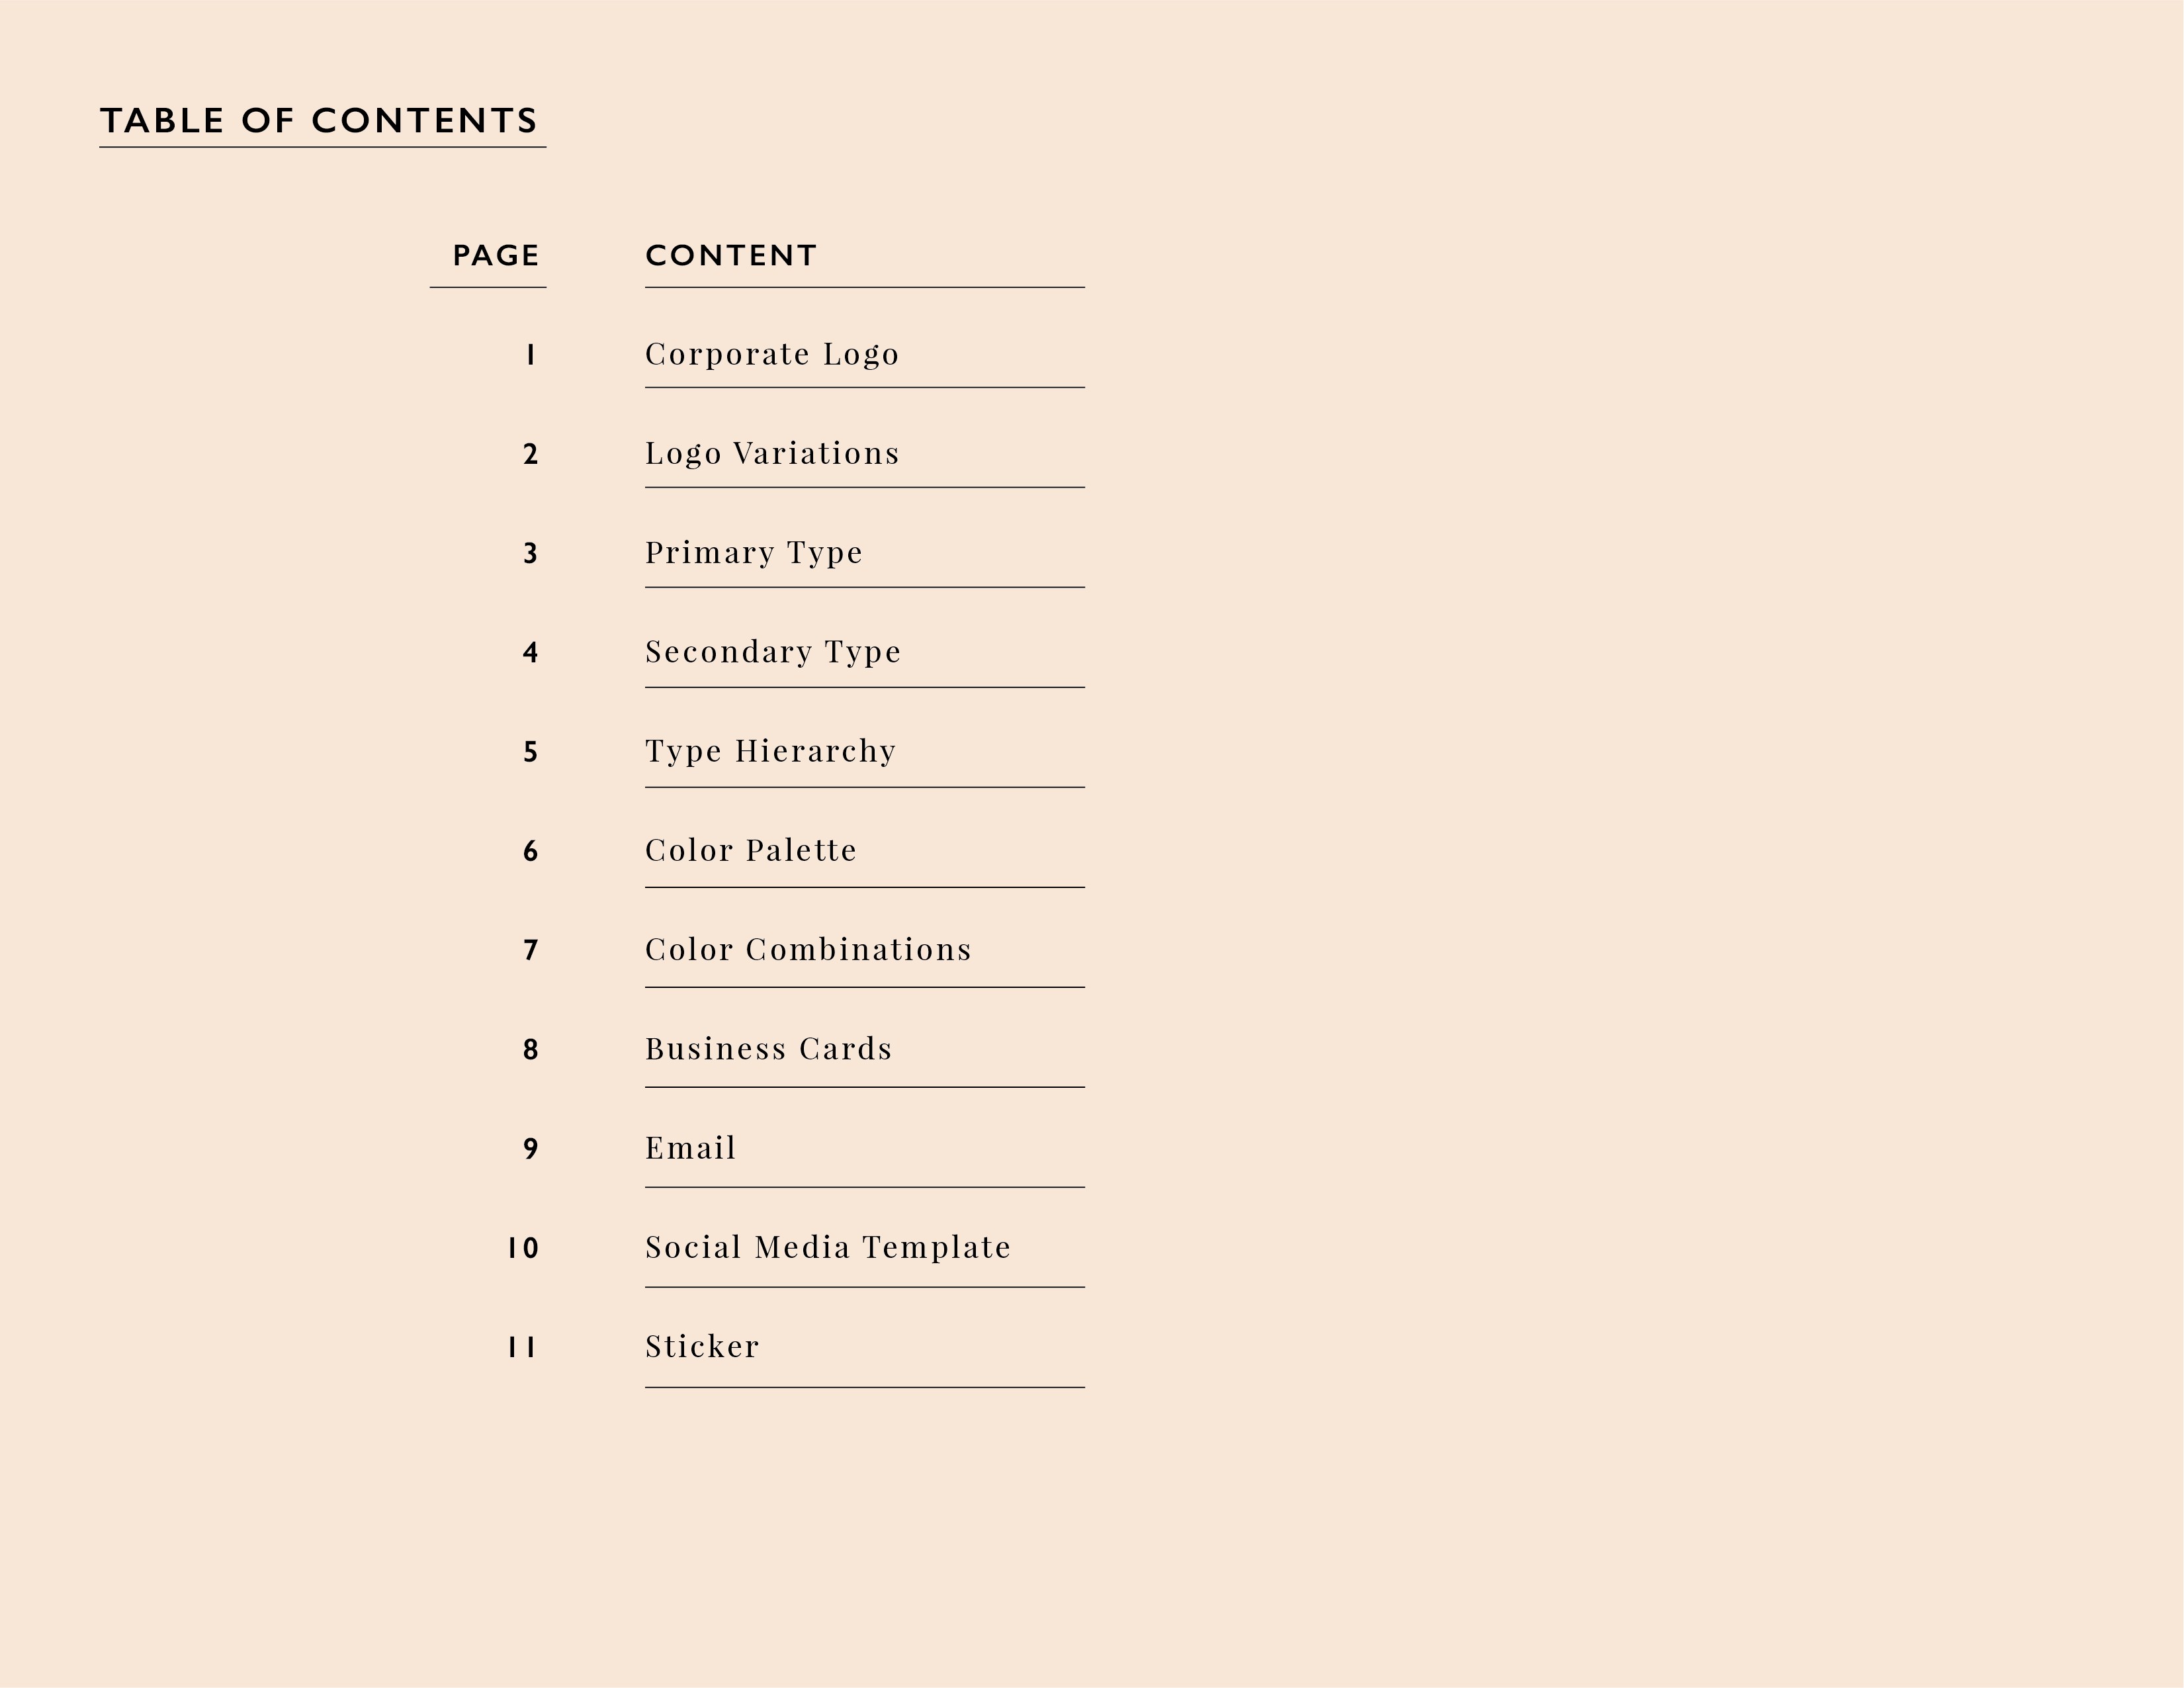 TABLE OF CONTENTS
PAGE CONTENT
1 Corporate Logo
2 Logo Variations
3 Primary Type
4 Secondary Type
5 Type Hierarchy
6 Color Palette
7 Color Combinations
8 Business Cards
9 Email
10 Social Media Template
11 Sticker